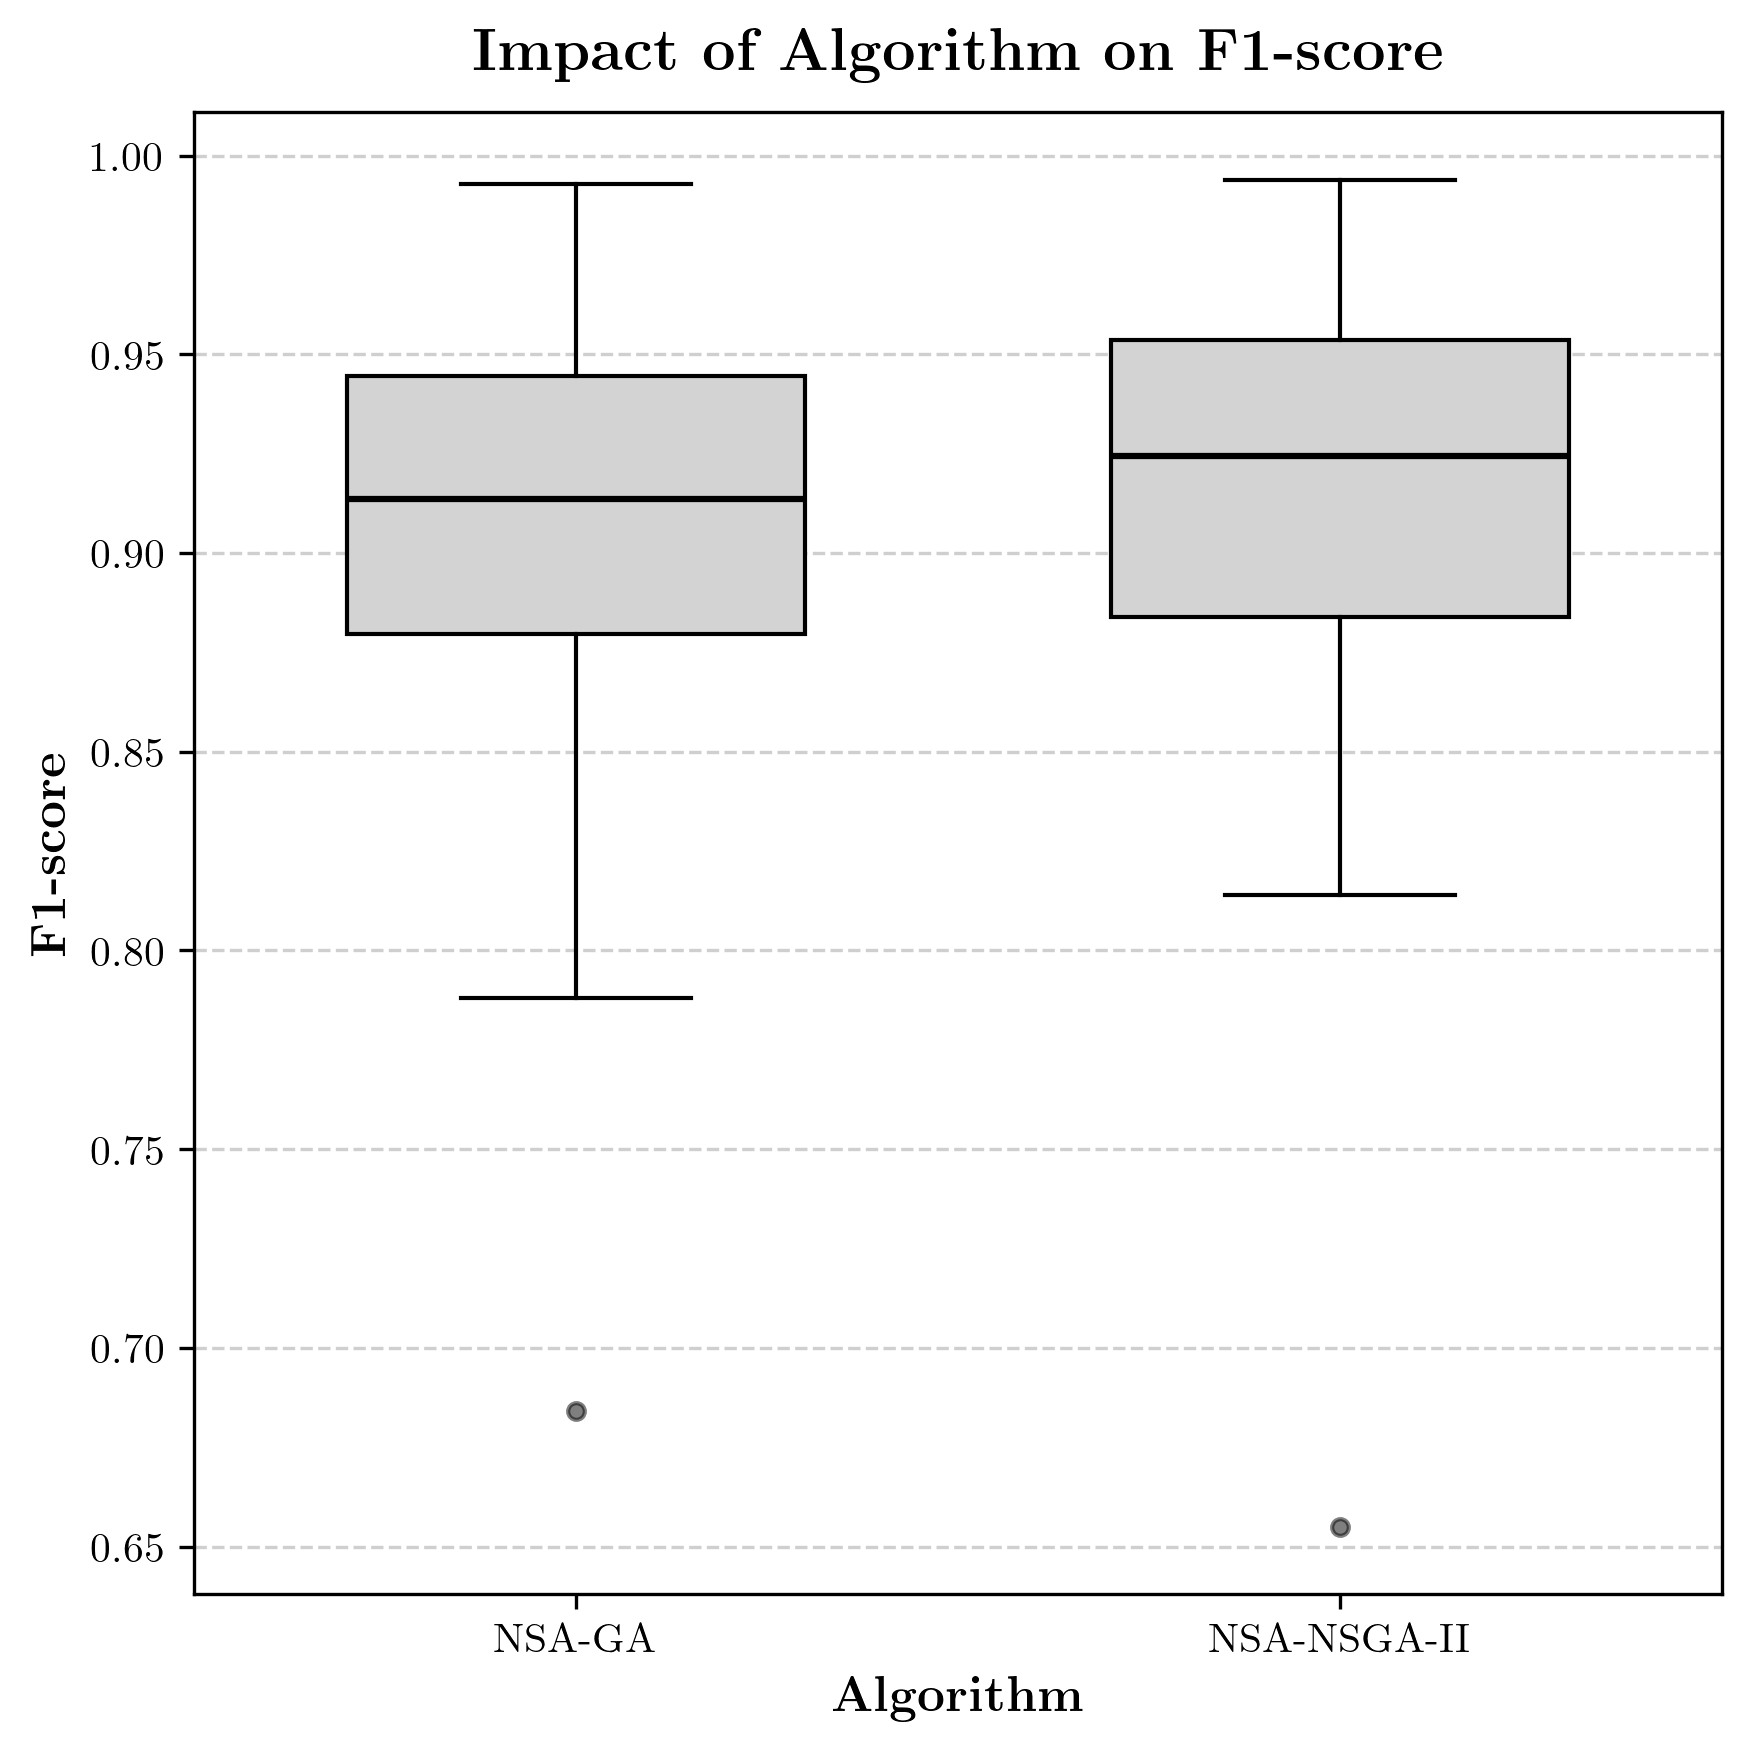 Impact of Algorithm on F1-score
F1-score
1.00
0.95
0.90
0.85
0.80
0.75
0.70
0.65
NSA-GA
NSA-NSGA-II
Algorithm